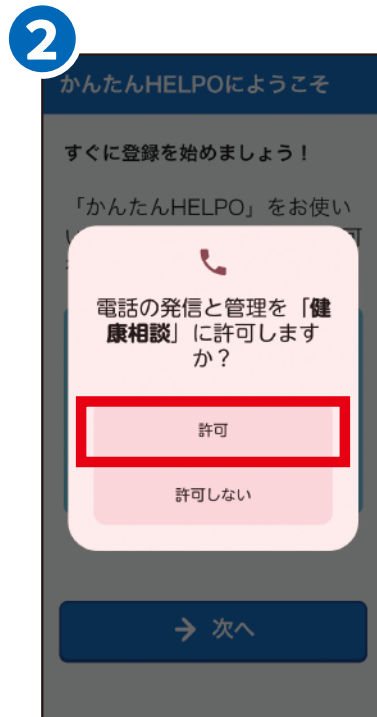 2
かんたんHELPOにようこそ
すぐに登録を始めましょう！
「かんたんHELPO」をお使い
可
電話の発信と管理を「健
康相談」に許可します
か？
許可
許可しない
→ 次へ